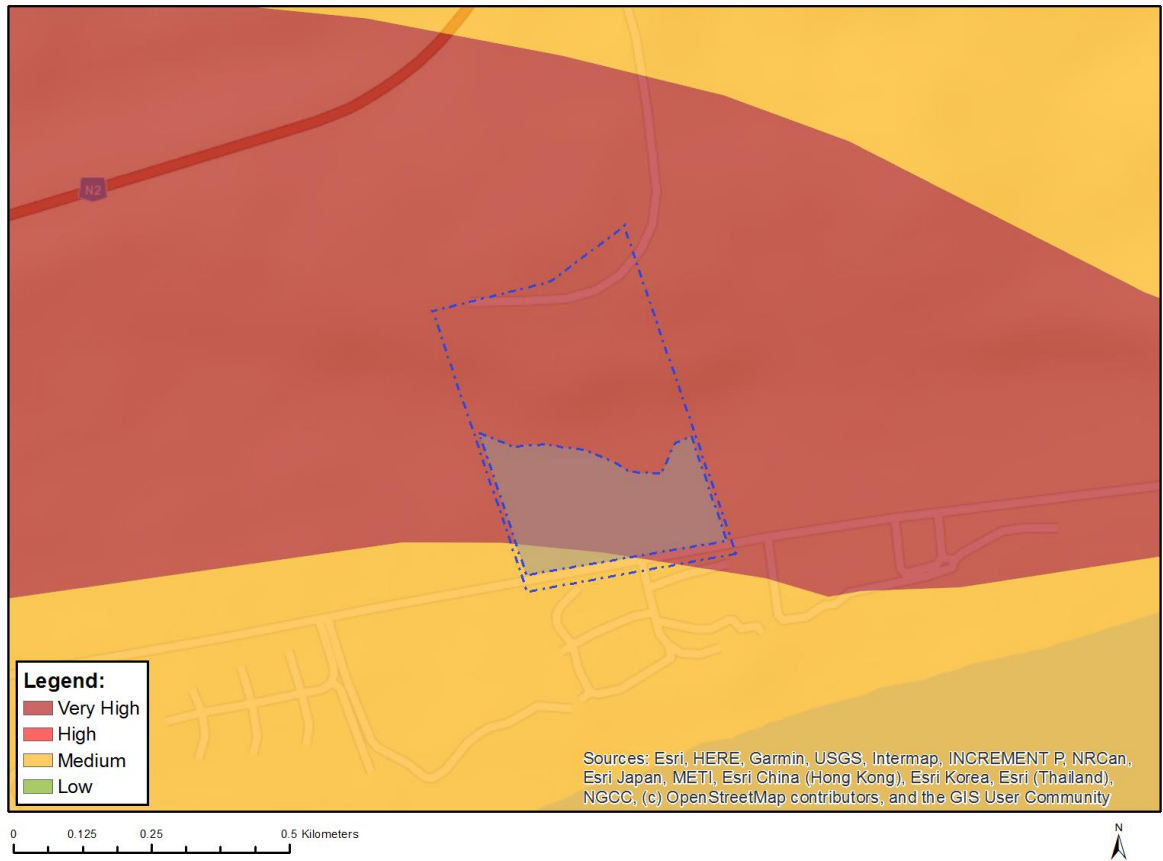 N2
Legend:
Very High
High
Medium
Low
Sources: Esri, HERE, Garmin, USGS, Intermap, INCREMENT P, NRCan,
Esri Japan, METI, Esri China (Hong Kong), Esri Korea, Esri (Thailand),
NGCC, (c) OpenStreetMap contributors, and the GIS User Community
0 0.125 0.25 0.5 Kilometers
N